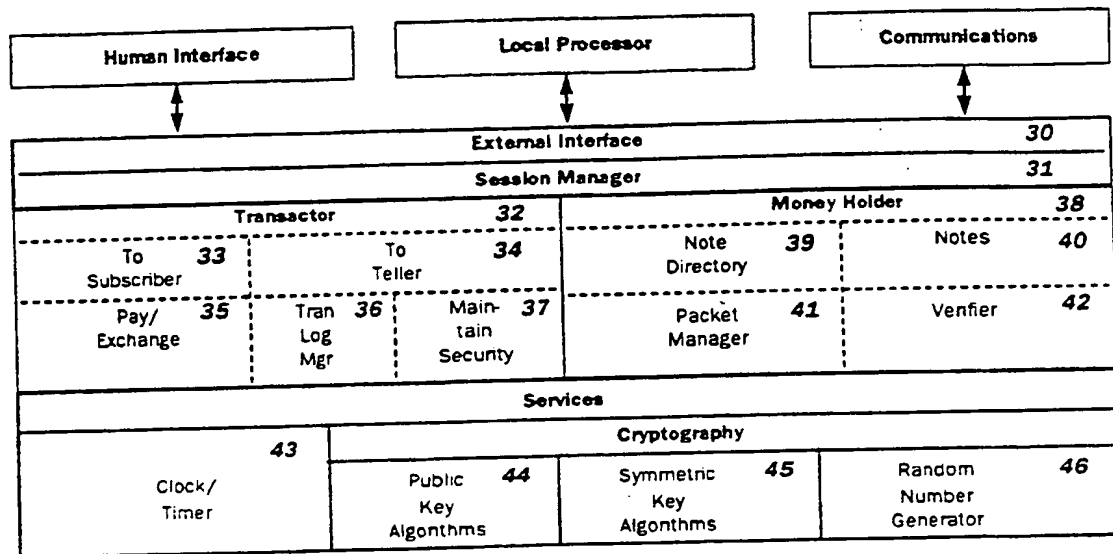 Human Interface
Local Processor
Communications
External Interface 30
Session Manager 31
Transactor 32
Money Holder 38
To 33
Subscriber
To 34
Teller
Note 39
Directory
Notes 40
Pay/ 35
Exchange
Tran 36
Log
Mgr
Main- 37
tain
Security
Packet 41
Manager
Verifier 42
Services
43
Clock/
Timer
Cryptography
Public 44
Key
Algorithms
Symmetric 45
Key
Algorithms
Random 46
Number
Generator